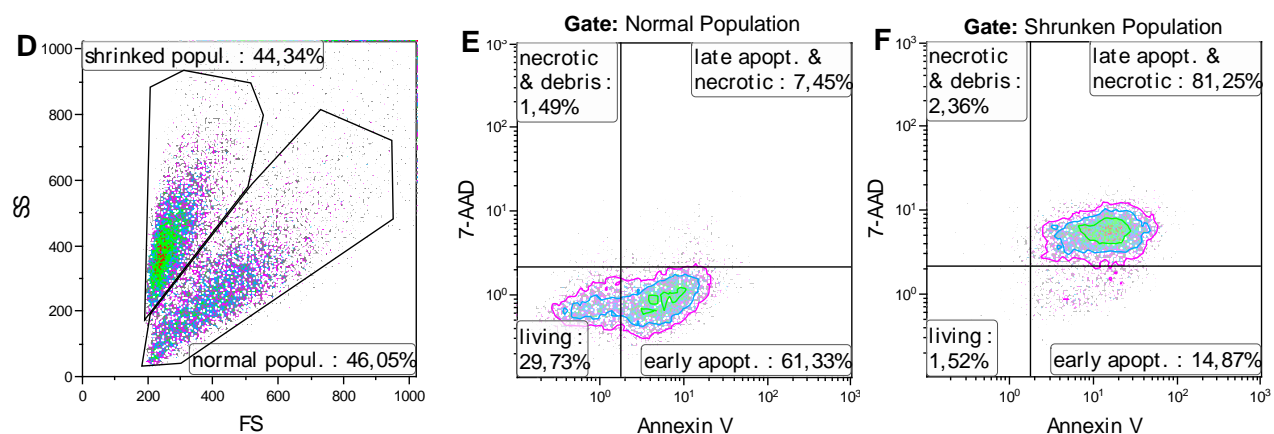 D
shrinked popul. : 44,34%
1000
800
600
400
200
0
SS
normal popul. : 46,05%
0 200 400 600 800 1000
FS
E
Gate: Normal Population
10³
10²
10¹
10⁰
7-AAD
necrotic
& debris :
1,49%
late apopt. &
necrotic : 7,45%
living :
29,73%
early apopt. : 61,33%
10⁰ 10¹ 10² 10³
Annexin V
F
Gate: Shrunken Population
10³
10²
10¹
10⁰
7-AAD
necrotic
& debris :
2,36%
late apopt. &
necrotic : 81,25%
living :
1,52%
early apopt. : 14,87%
10⁰ 10¹ 10² 10³
Annexin V